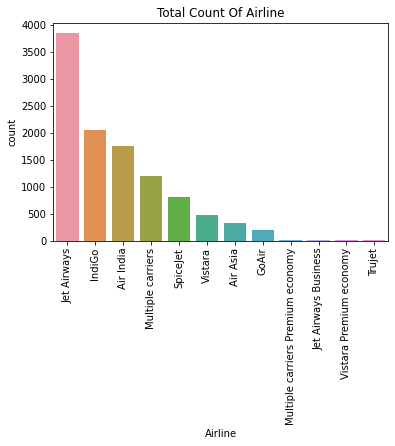 Total Count Of Airline
4000
3500
3000
2500
2000
1500
1000
500
0
count
Jet Airways
IndiGo
Air India
Multiple carriers
SpiceJet
Vistara
Air Asia
GoAir
Multiple carriers Premium economy
Jet Airways Business
Vistara Premium economy
Trujet
Airline